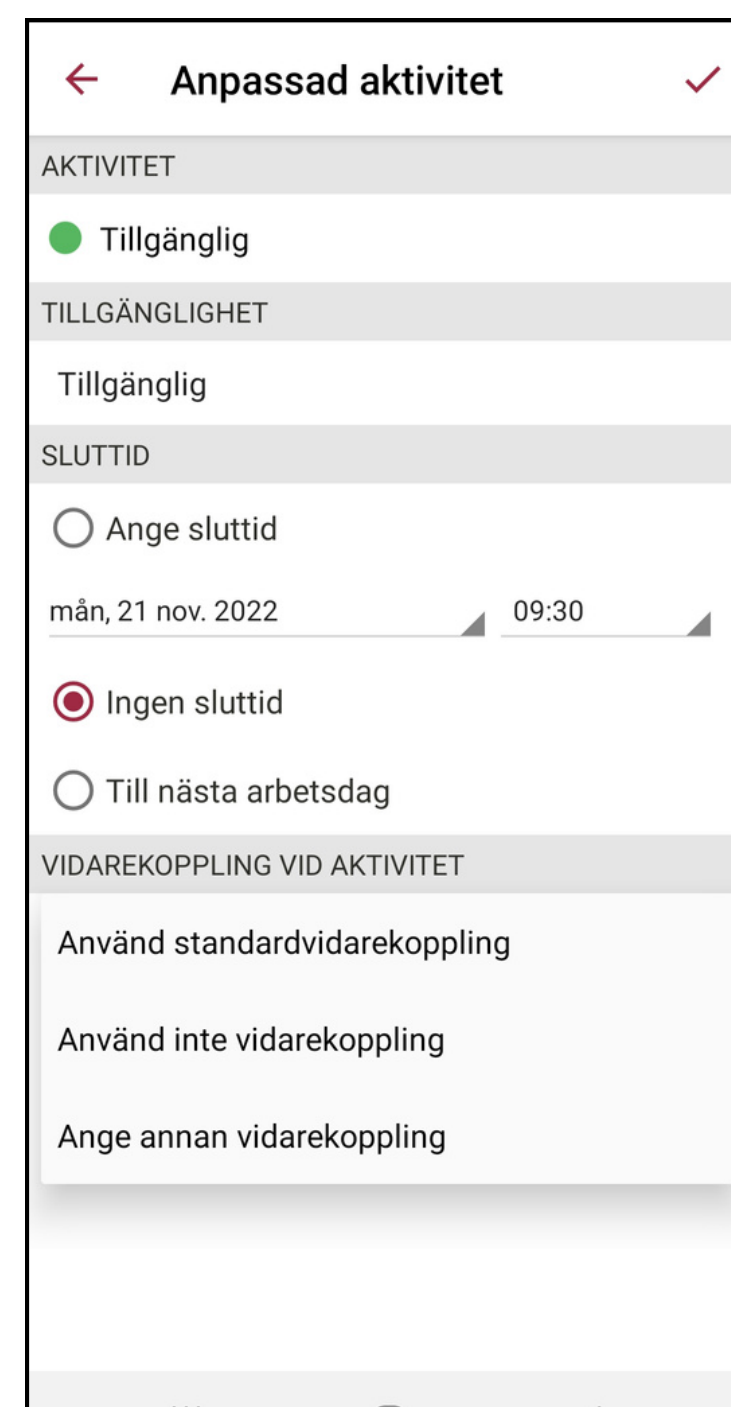 Anpassad aktivitet
AKTIVITET
Tillgänglig
TILLGÄNGLIGHET
Tillgänglig
SLUTTID
Ange sluttid
mån, 21 nov. 2022 09:30
Ingen sluttid
Till nästa arbetsdag
VIDAREKOPPLING VID AKTIVITET
Använd standardvidarekoppling
Använd inte vidarekoppling
Ange annan vidarekoppling